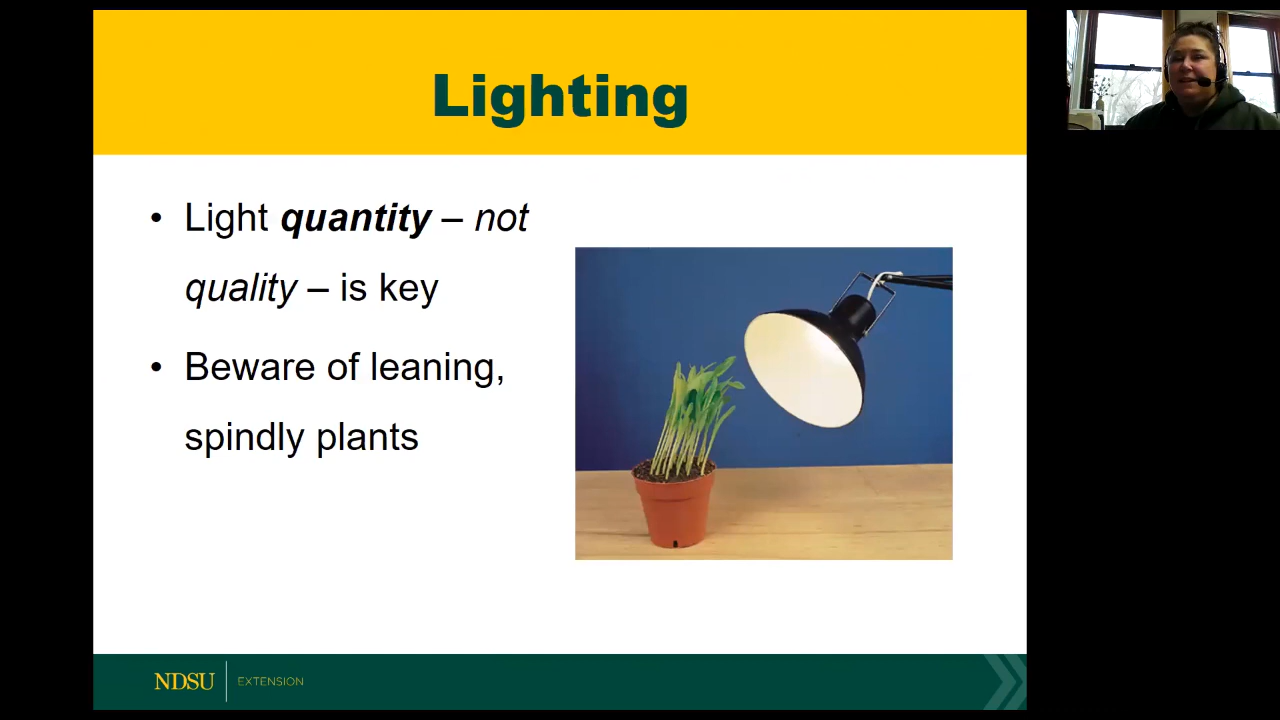 Lighting
• Light quantity – not
quality – is key
• Beware of leaning,
spindly plants
NDSU EXTENSION